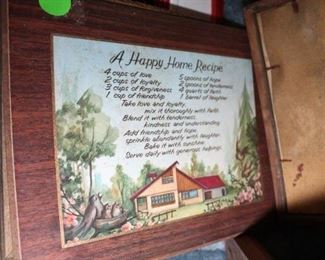 A Happy Home Recipe
4 cups of love 5 spoons of hope
2 cups of loyalty 2 spoons of tenderness
3 cups of forgiveness 4 quarts of faith
1 cup of friendship 1 barrel of laughter
Take love and loyalty,
mix it thoroughly with faith.
Blend it with tenderness,
kindness and understanding.
Add friendship and hope,
sprinkle abundantly with laughter.
Bake it with sunshine.
Serve daily with generous helpings.